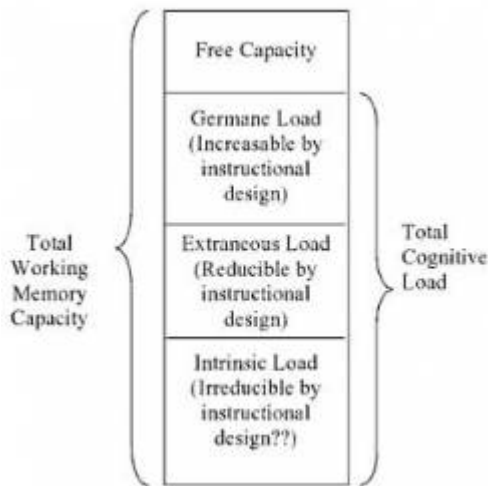 Free Capacity
Germane Load
(Increasable by
instructional
design)
Total
Working
Memory
Capacity
Extraneous Load
(Reducible by
instructional
design)
Total
Cognitive
Load
Intrinsic Load
(Irreducible by
instructional
design??)